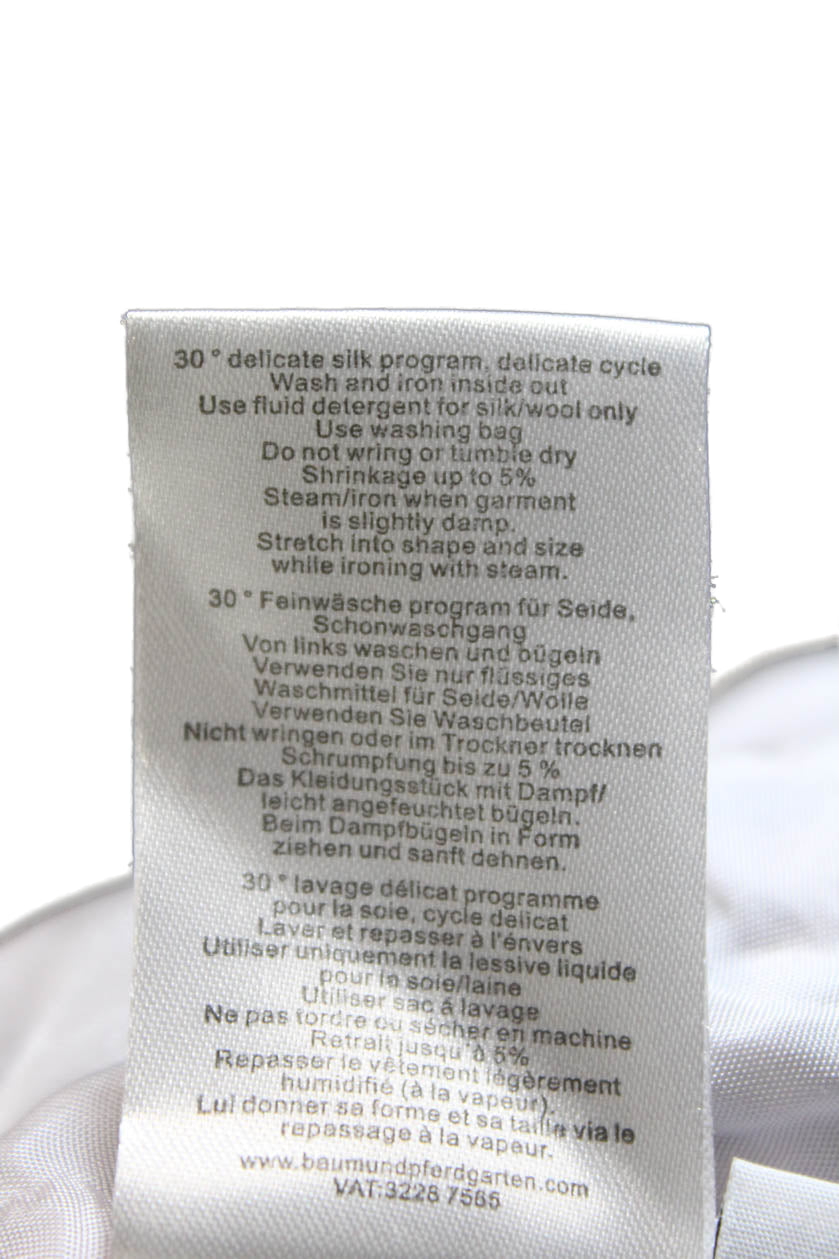 30 ° delicate silk program, delicate cycle
Wash and iron inside out
Use fluid detergent for silk/wool only
Use washing bag
Do not wring or tumble dry
Shrinkage up to 5%
Steam/iron when garment
is slightly damp.
Stretch into shape and size
while ironing with steam.
30 ° Feinwäsche program für Seide,
Schonwaschgang
Von links waschen und bügeln
Verwenden Sie nur flüssiges
Waschmittel für Seide/Wolle
Verwenden Sie Waschbeutel
Nicht wringen oder im Trockner trocknen
Schrumpfung bis zu 5 %
Das Kleidungsstück mit Dampf/
leicht angefeuchtet bügeln.
Beim Dampfbügeln in Form
ziehen und sanft dehnen.
30 ° lavage délicat programme
pour la soie, cycle delicat
Laver et repasser à l'énvers
Utiliser uniquement la lessive liquide
pour la soie/laine
Utiliser sac á lavage
Ne pas tordre ou sécher en machine
Retrait jusqu'à 5%
Repasser le vêtement légèrement
humidifié (à la vapeur).
Lui donner sa forme et sa taille via le
repassage à la vapeur.
www.baumundpferdgarten.com
VAT:3228 7565